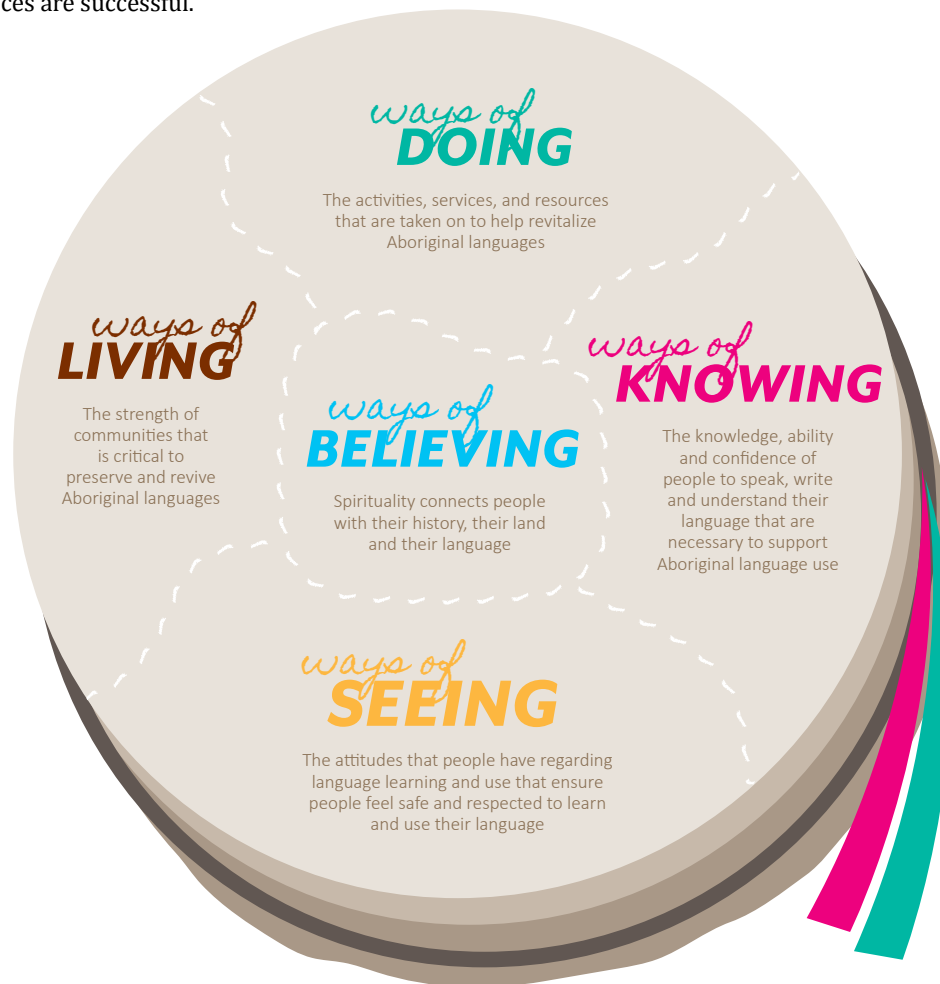 ces are successful.
ways of
DOING
The activities, services, and resources
that are taken on to help revitalize
Aboriginal languages
ways of
LIVING
The strength of
communities that
is critical to
preserve and revive
Aboriginal languages
ways of
BELIEVING
Spirituality connects people
with their history, their land
and their language
ways of
KNOWING
The knowledge, ability
and confidence of
people to speak, write
and understand their
language that are
necessary to support
Aboriginal language use
ways of
SEEING
The attitudes that people have regarding
language learning and use that ensure
people feel safe and respected to learn
and use their language